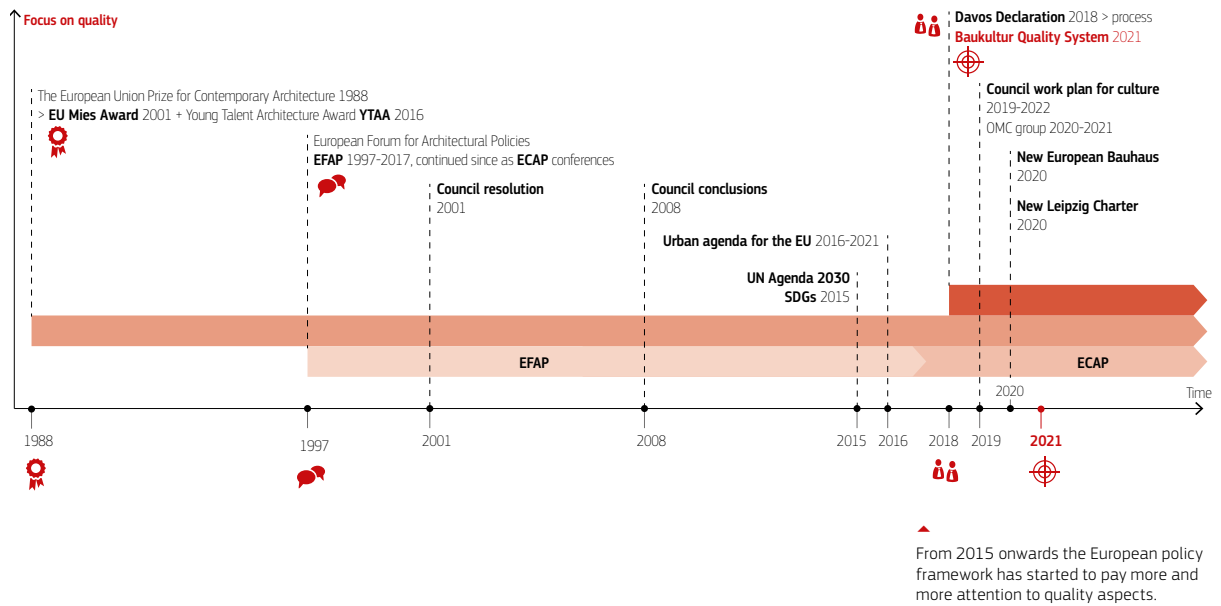 Focus on quality
Davos Declaration 2018 > process
Baukultur Quality System 2021
The European Union Prize for Contemporary Architecture 1988
> EU Mies Award 2001 + Young Talent Architecture Award YTAA 2016
Council work plan for culture
2019-2022
OMC group 2020-2021
European Forum for Architectural Policies
EFAP 1997-2017, continued since as ECAP conferences
New European Bauhaus
2020
Council resolution
2001
Council conclusions
2008
New Leipzig Charter
2020
Urban agenda for the EU 2016-2021
UN Agenda 2030
SDGs 2015
EFAP
ECAP
2020
Time
1988
1997
2001
2008
2015
2016
2018
2019
2021
From 2015 onwards the European policy
framework has started to pay more and
more attention to quality aspects.